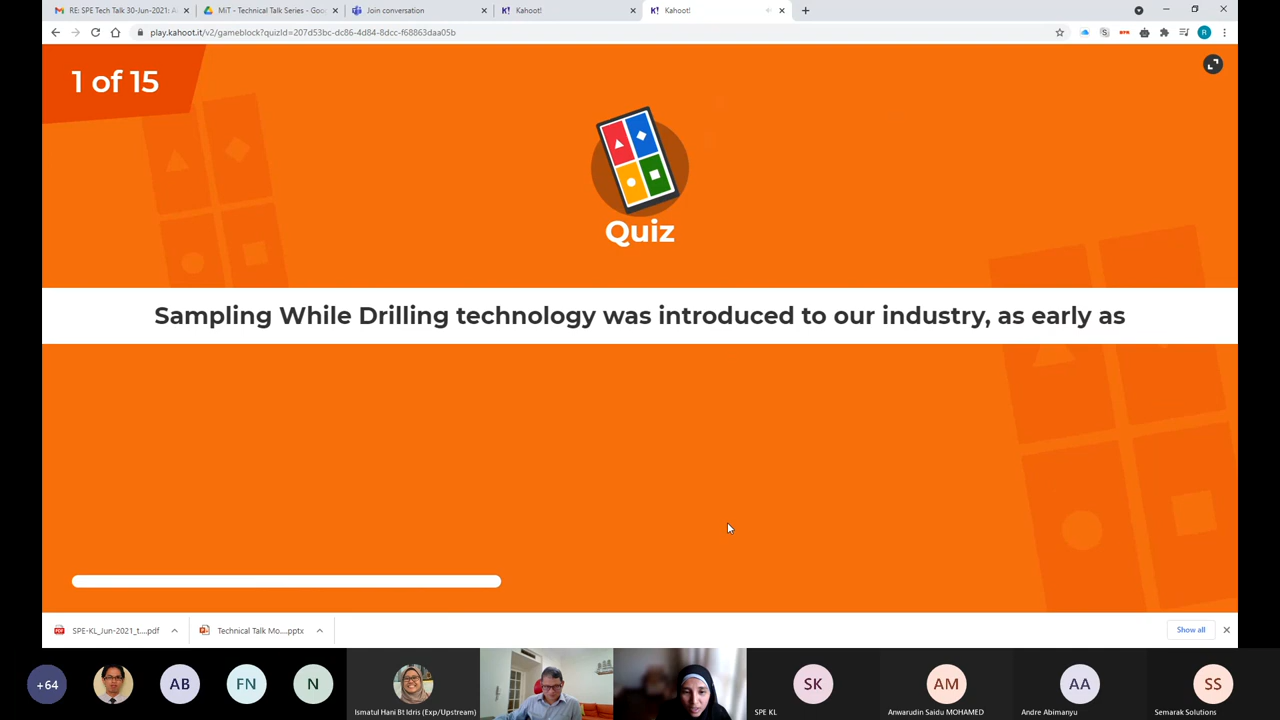 RE: SPE Tech Talk 30-Jun-2021: A
MiT - Technical Talk Series - Goo
Join conversation
Kahoot!
Kahoot!
play.kahoot.it/v2/gameblock?quizId=207d53bc-dc86-4d84-8dcc-f68863daa05b
R
1 of 15
Quiz
Sampling While Drilling technology was introduced to our industry, as early as
SPE-KL_Jun-2021_t....pdf
Technical Talk Mo....pptx
Show all
+64
AB
FN
N
Ismatul Hani Bt Idris (Exp/Upstream)
SK
SPE KL
AM
Anwarudin Saidu MOHAMED
AA
Andre Abimanyu
SS
Semarak Solutions